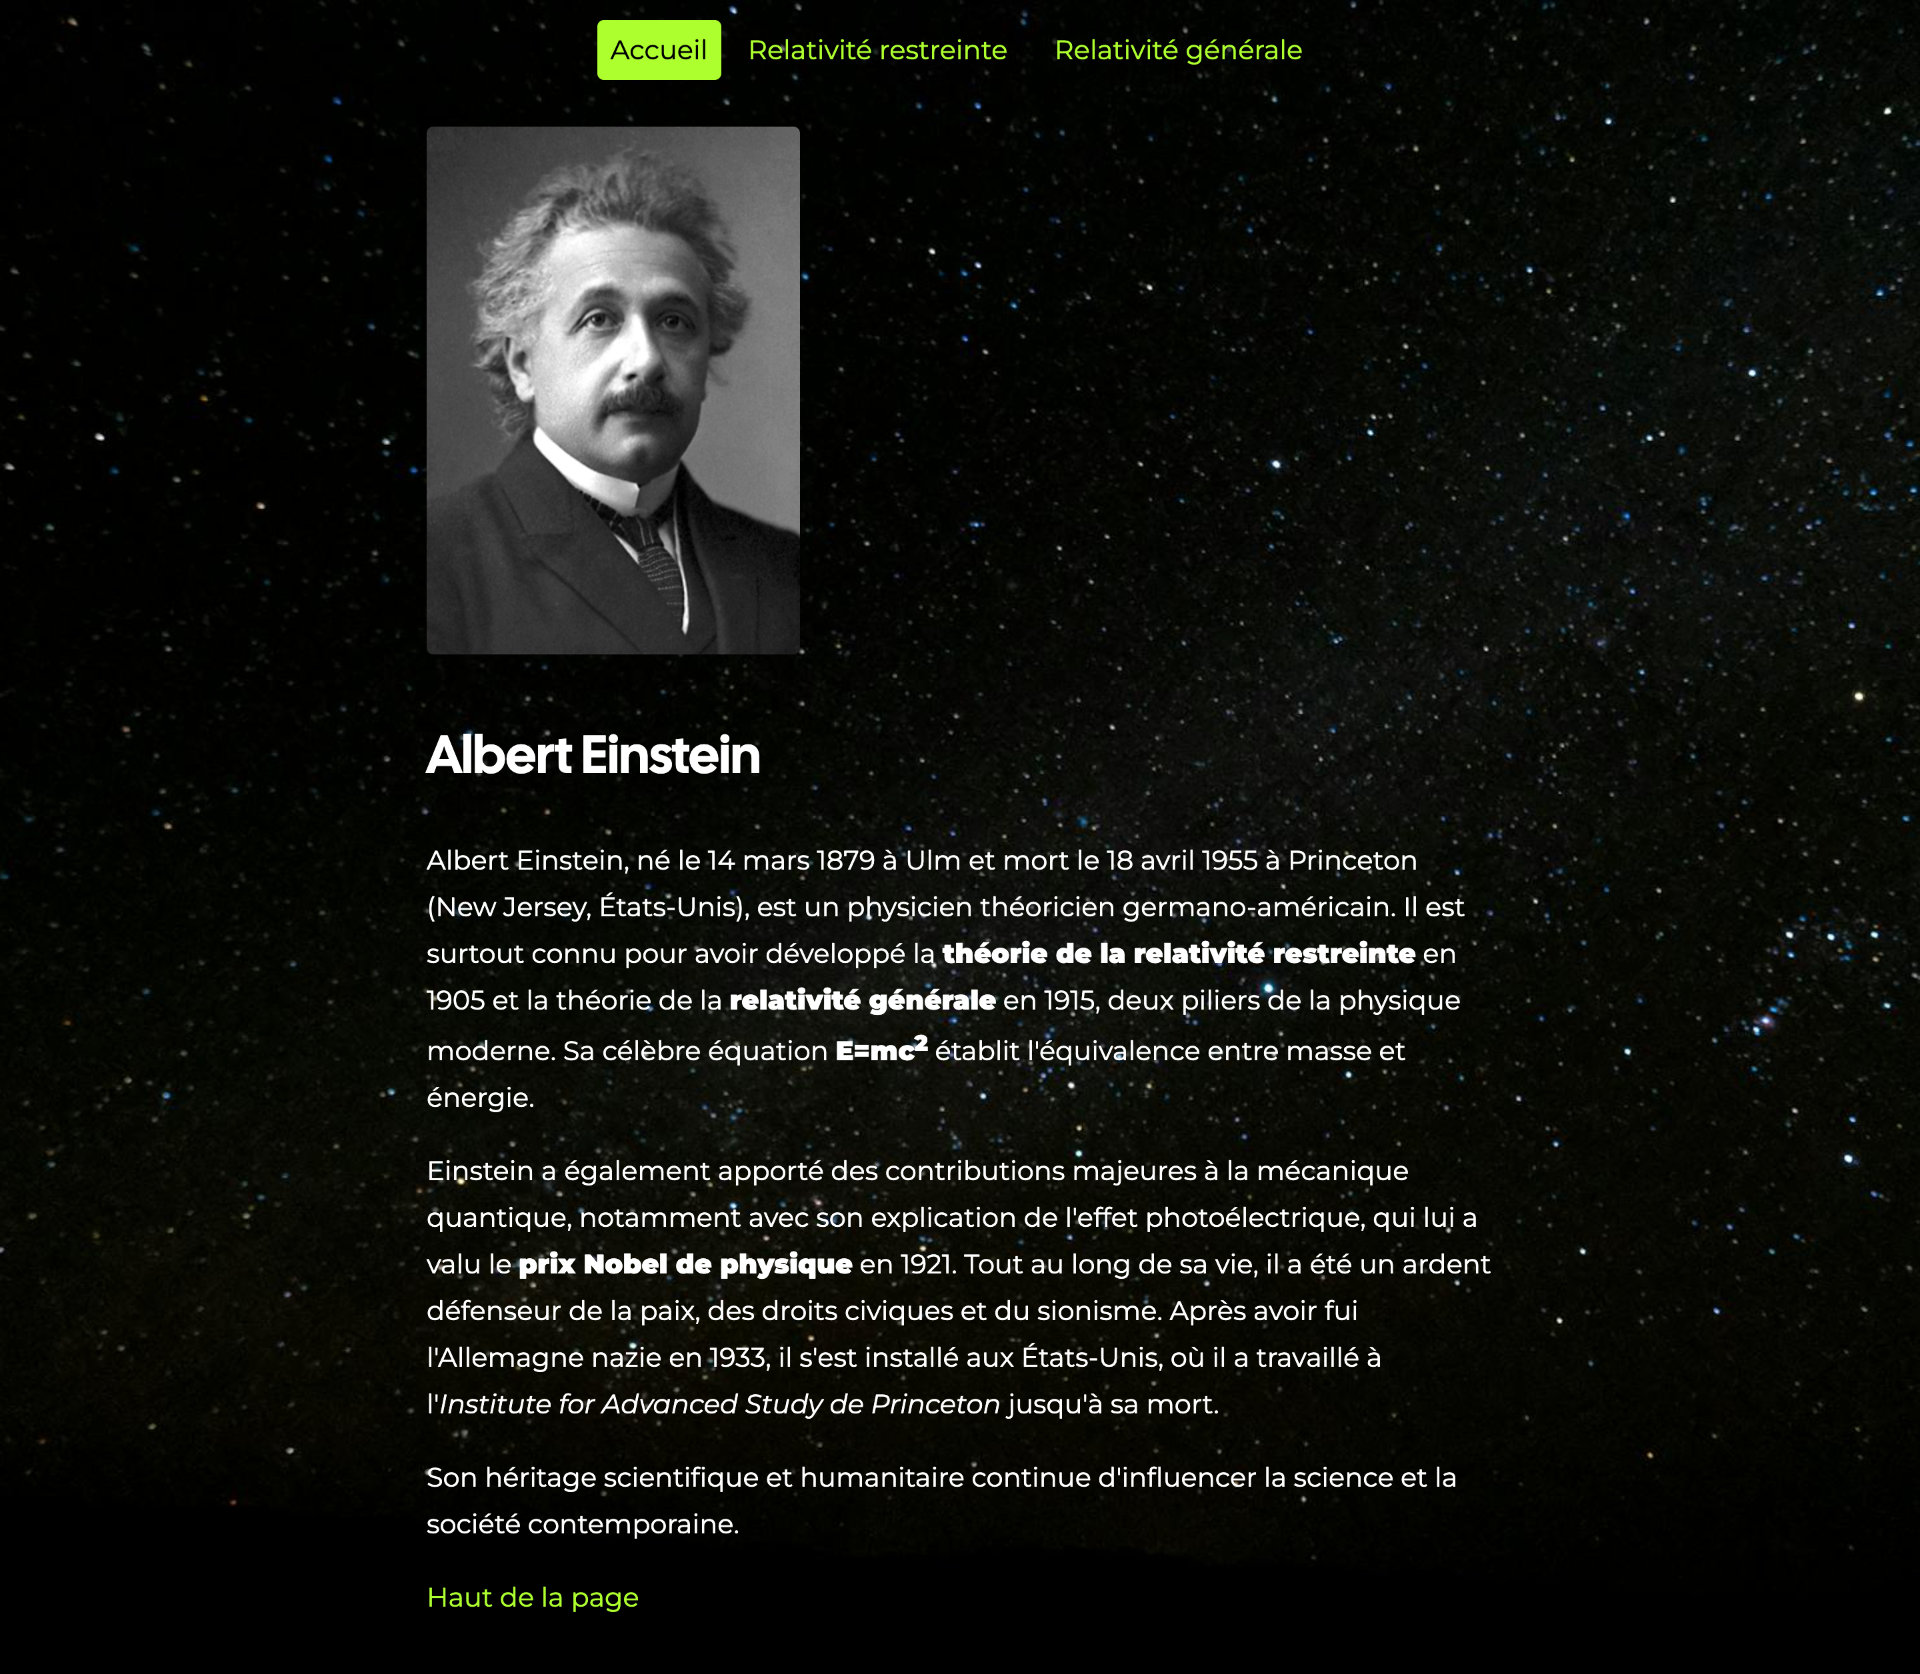 Accueil Relativité restreinte Relativité générale
Albert Einstein
Albert Einstein, né le 14 mars 1879 à Ulm et mort le 18 avril 1955 à Princeton
(New Jersey, États-Unis), est un physicien théoricien germano-américain. Il est
surtout connu pour avoir développé la théorie de la relativité restreinte en
1905 et la théorie de la relativité générale en 1915, deux piliers de la physique
moderne. Sa célèbre équation E=mc² établit l'équivalence entre masse et
énergie.
Einstein a également apporté des contributions majeures à la mécanique
quantique, notamment avec son explication de l'effet photoélectrique, qui lui a
valu le prix Nobel de physique en 1921. Tout au long de sa vie, il a été un ardent
défenseur de la paix, des droits civiques et du sionisme. Après avoir fui
l'Allemagne nazie en 1933, il s'est installé aux États-Unis, où il a travaillé à
l'Institute for Advanced Study de Princeton jusqu'à sa mort.
Son héritage scientifique et humanitaire continue d'influencer la science et la
société contemporaine.
Haut de la page